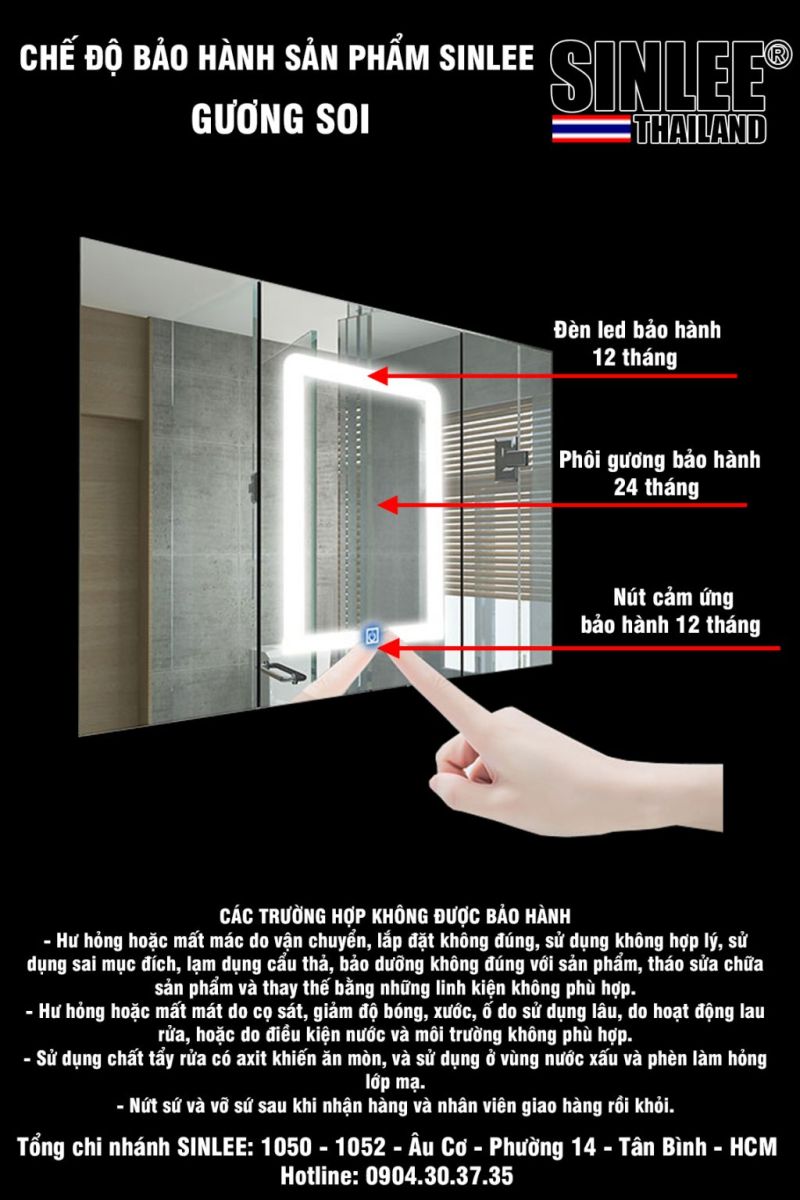 CHẾ ĐỘ BẢO HÀNH SẢN PHẨM SINLEE
GƯƠNG SOI
SINLEE®
THAILAND
Đèn led bảo hành
12 tháng
Phôi gương bảo hành
24 tháng
Nút cảm ứng
bảo hành 12 tháng
CÁC TRƯỜNG HỢP KHÔNG ĐƯỢC BẢO HÀNH
- Hư hỏng hoặc mất mác do vận chuyển, lắp đặt không đúng, sử dụng không hợp lý, sử
dụng sai mục đích, lạm dụng cẩu thả, bảo dưỡng không đúng với sản phẩm, tháo sửa chữa
sản phẩm và thay thế bằng những linh kiện không phù hợp.
- Hư hỏng hoặc mất mát do cọ sát, giảm độ bóng, xước, ố do sử dụng lâu, do hoạt động lau
rửa, hoặc do điều kiện nước và môi trường không phù hợp.
- Sử dụng chất tẩy rửa có axit khiến ăn mòn, và sử dụng ở vùng nước xấu và phèn làm hỏng
lớp mạ.
- Nứt sứ và vỡ sứ sau khi nhận hàng và nhân viên giao hàng rồi khỏi.
Tổng chi nhánh SINLEE: 1050 - 1052 - Âu Cơ - Phường 14 - Tân Bình - HCM
Hotline: 0904.30.37.35